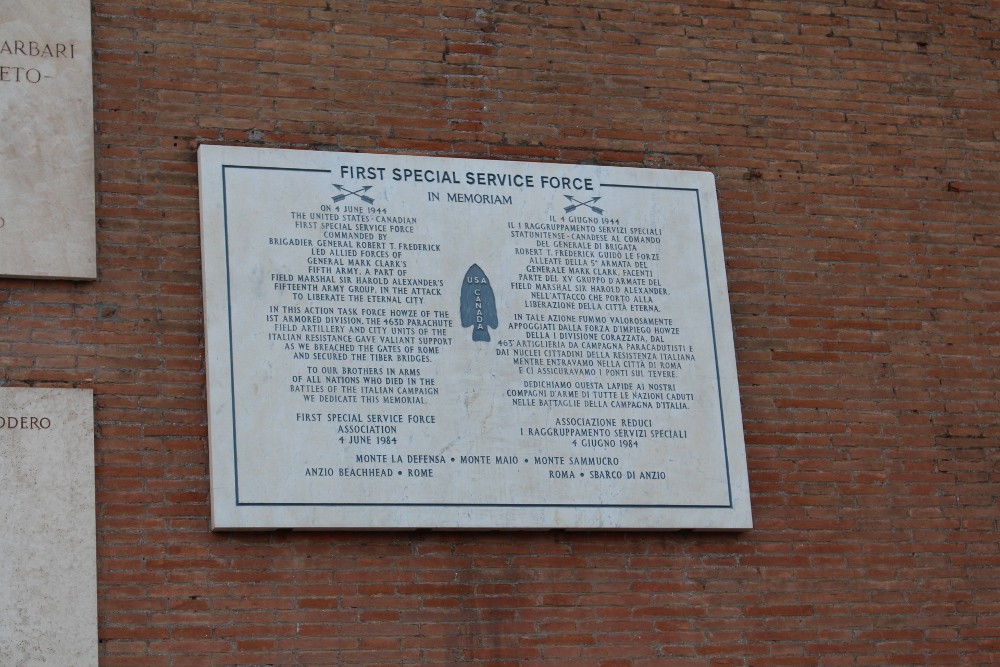 ARBARI
ETO-
ODERO
FIRST SPECIAL SERVICE FORCE
IN MEMORIAM
ON 4 JUNE 1944
THE UNITED STATES-CANADIAN
FIRST SPECIAL SERVICE FORCE
COMMANDED BY
BRIGADIER GENERAL ROBERT T. FREDERICK
LED ALLIED FORCES OF
GENERAL MARK CLARK'S
FIFTH ARMY, A PART OF
FIELD MARSHAL SIR HAROLD ALEXANDER'S
FIFTEENTH ARMY GROUP, IN THE ATTACK
TO LIBERATE THE ETERNAL CITY
IN THIS ACTION TASK FORCE HOWZE OF THE
1ST ARMORED DIVISION, THE 463D PARACHUTE
FIELD ARTILLERY AND CITY UNITS OF THE
ITALIAN RESISTANCE GAVE VALIANT SUPPORT
AS WE BREACHED THE GATES OF ROME
AND SECURED THE TIBER BRIDGES.
TO OUR BROTHERS IN ARMS
OF ALL NATIONS WHO DIED IN THE
BATTLES OF THE ITALIAN CAMPAIGN
WE DEDICATE THIS MEMORIAL.
FIRST SPECIAL SERVICE FORCE
ASSOCIATION
4 JUNE 1984
USA
CANADA
IL 4 GIUGNO 1944
IL I RAGGRUPPAMENTO SERVIZI SPECIALI
STATUNITENSE-CANADESE AL COMANDO
DEL GENERALE DI BRIGATA
ROBERT T. FREDERICK GUIDÒ LE FORZE
ALLEATE DELLA 5ª ARMATA DEL
GENERALE MARK CLARK, FACENTI
PARTE DEL XV GRUPPO D'ARMATE DEL
FIELD MARSHAL SIR HAROLD ALEXANDER,
NELL'ATTACCO CHE PORTO ALLA
LIBERAZIONE DELLA CITTÀ ETERNA.
IN TALE AZIONE FUMMO VALOROSAMENTE
APPOGGIATI DALLA FORZA D'IMPIEGO HOWZE
DELLA I DIVISIONE CORAZZATA, DAL
463° ARTIGLIERIA DA CAMPAGNA PARACADUTISTI E
DAI NUCLEI CITTADINI DELLA RESISTENZA ITALIANA
MENTRE ENTRAVAMO NELLA CITTÀ DI ROMA
E CI ASSICURAVAMO I PONTI SUL TEVERE.
DEDICHIAMO QUESTA LAPIDE AI NOSTRI
COMPAGNI D'ARME DI TUTTE LE NAZIONI CADUTI
NELLE BATTAGLIE DELLA CAMPAGNA D'ITALIA.
ASSOCIAZIONE REDUCI
I RAGGRUPPAMENTO SERVIZI SPECIALI
4 GIUGNO 1984
MONTE LA DEFENSA • MONTE MAIO • MONTE SAMMUCRO
ANZIO BEACHHEAD • ROME
ROMA • SBARCO DI ANZIO